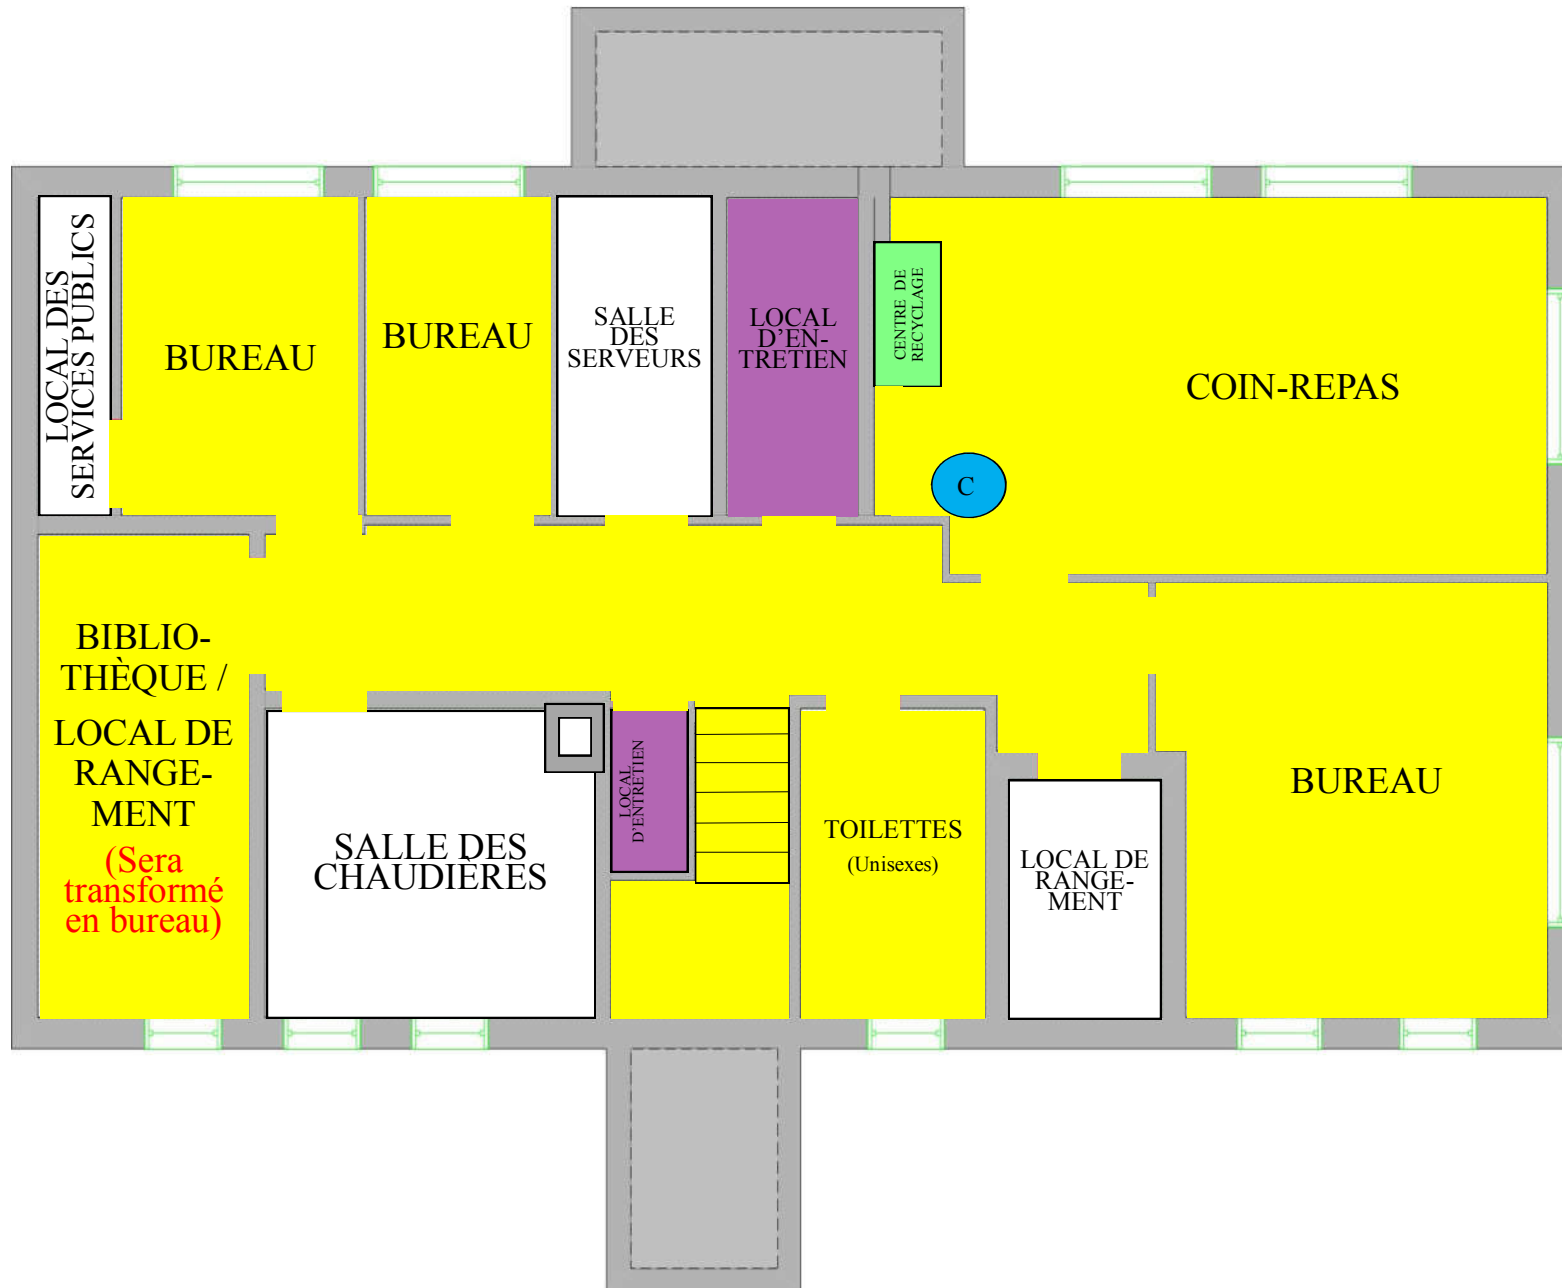 LOCAL DES
SERVICES PUBLICS
BUREAU
BUREAU
SALLE
DES
SERVEURS
LOCAL
D’EN-
TRETIEN
CENTRE DE
RECYCLAGE
COIN-REPAS
C
BIBLIO-
THÈQUE /
LOCAL DE
RANGE-
MENT
(Sera
transformé
en bureau)
SALLE DES
CHAUDIÈRES
LOCAL
D’ENTRETIEN
TOILETTES
(Unisexes)
LOCAL DE
RANGE-
MENT
BUREAU